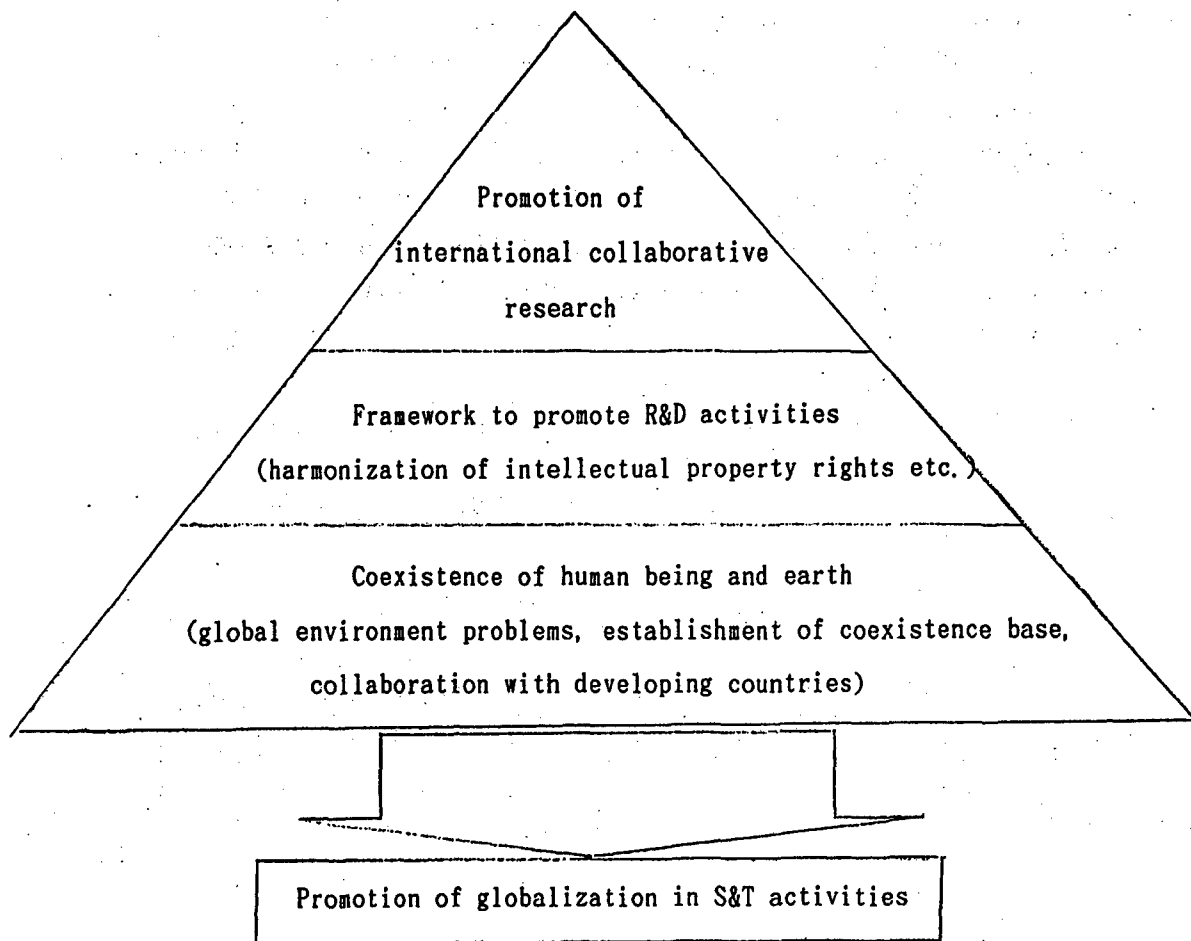 Promotion of
international collaborative
research
Framework to promote R&D activities
(harmonization of intellectual property rights etc.)
Coexistence of human being and earth
(global environment problems, establishment of coexistence base,
collaboration with developing countries)
Promotion of globalization in S&T activities